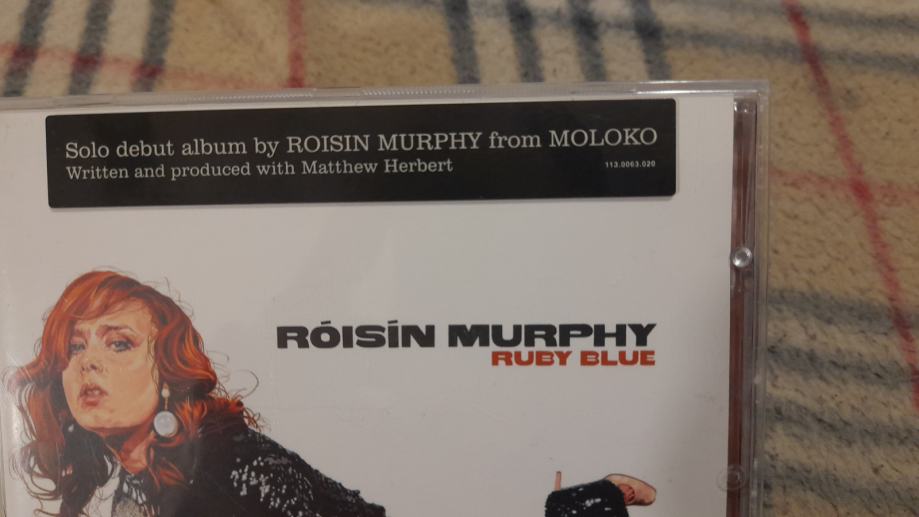 Solo debut album by ROISIN MURPHY from MOLOKO
Written and produced with Matthew Herbert
113.0063.020
RÓISÍN MURPHY
RUBY BLUE